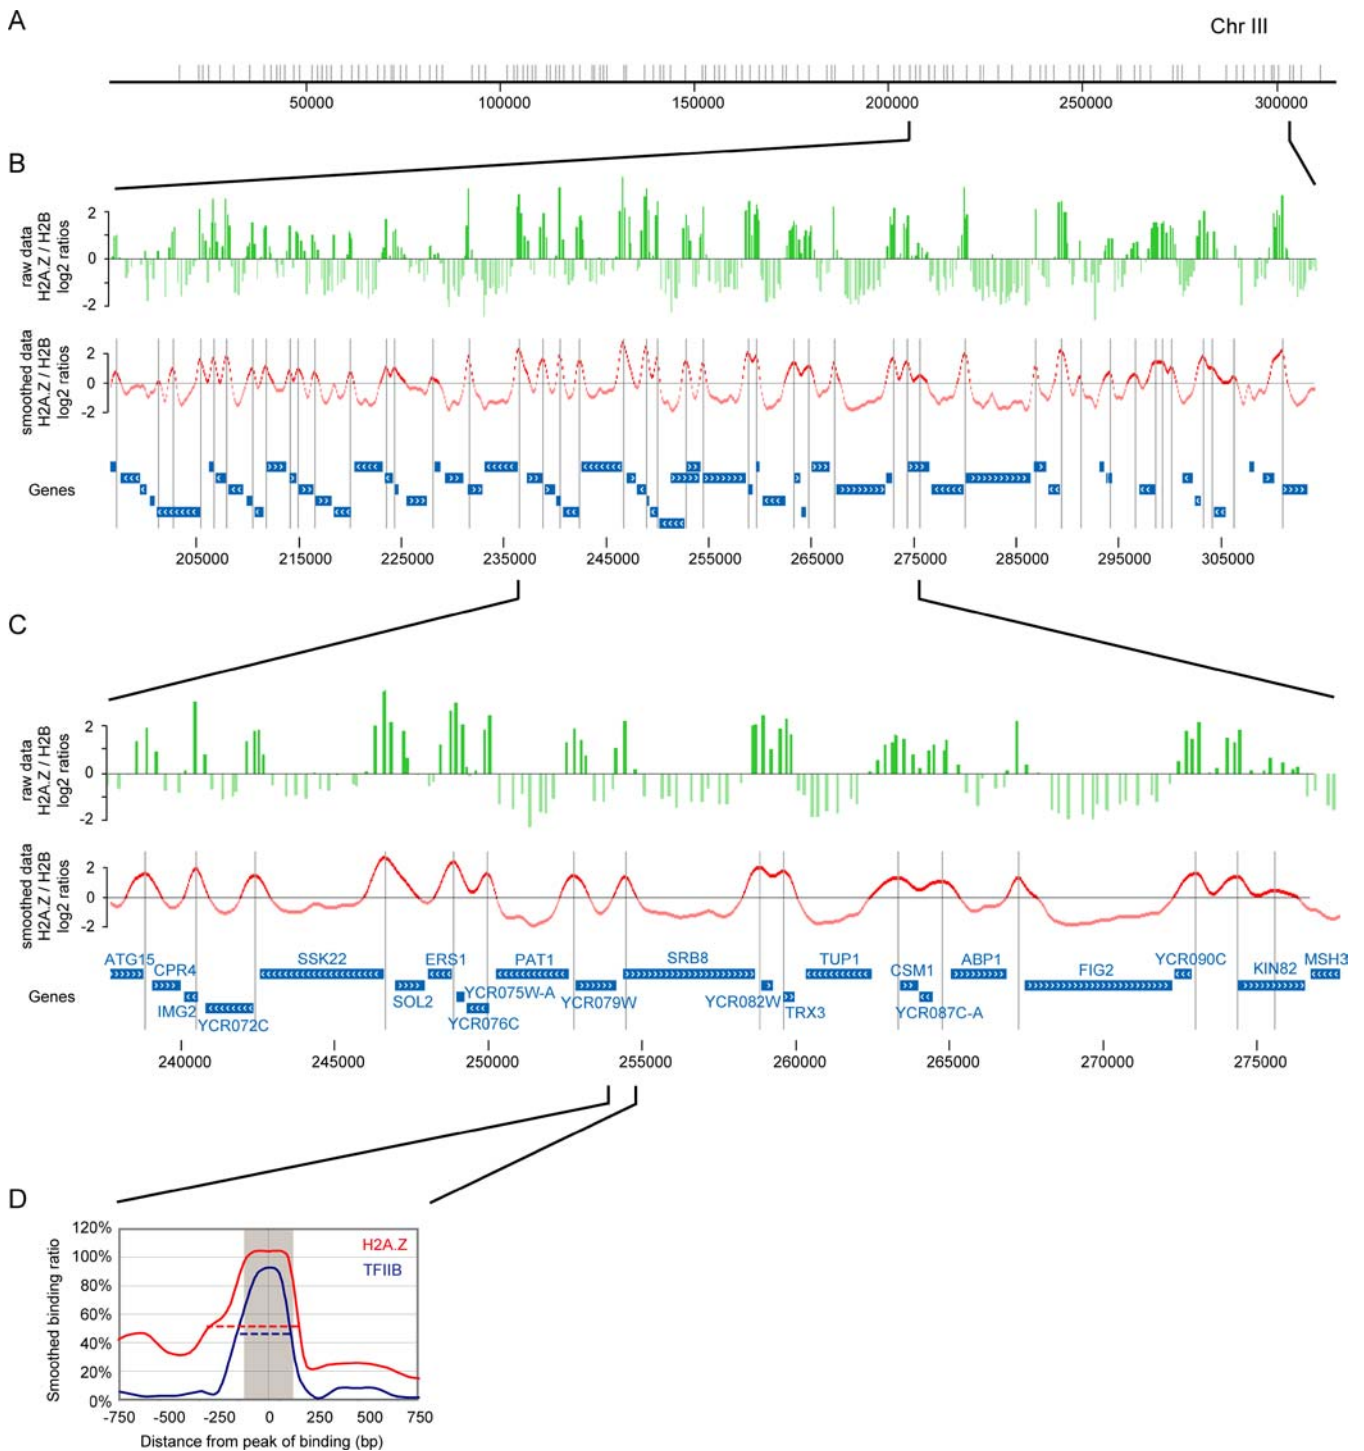 A
Chr III
50000 100000 150000 200000 250000 300000
B
raw data
H2A.Z / H2B
log2 ratios
2
0
-2
smoothed data
H2A.Z / H2B
log2 ratios
2
0
-2
Genes
205000 215000 225000 235000 245000 255000 265000 275000 285000 295000 305000
C
raw data
H2A.Z / H2B
log2 ratios
2
0
-2
smoothed data
H2A.Z / H2B
log2 ratios
2
0
-2
Genes
ATG15 SSK22 ERS1 PAT1 SRB8 TUP1 ABP1 YCR090C MSH3
CPR4 CSM1 FIG2 KIN82
IMG2 SOL2 YCR075W-A YCR079W YCR082W TRX3 YCR087C-A
YCR072C YCR076C
240000 245000 250000 255000 260000 265000 270000 275000
D
Smoothed binding ratio
120%
100%
80%
60%
40%
20%
0%
H2A.Z
TFIIB
-750 -500 -250 0 250 500 750
Distance from peak of binding (bp)